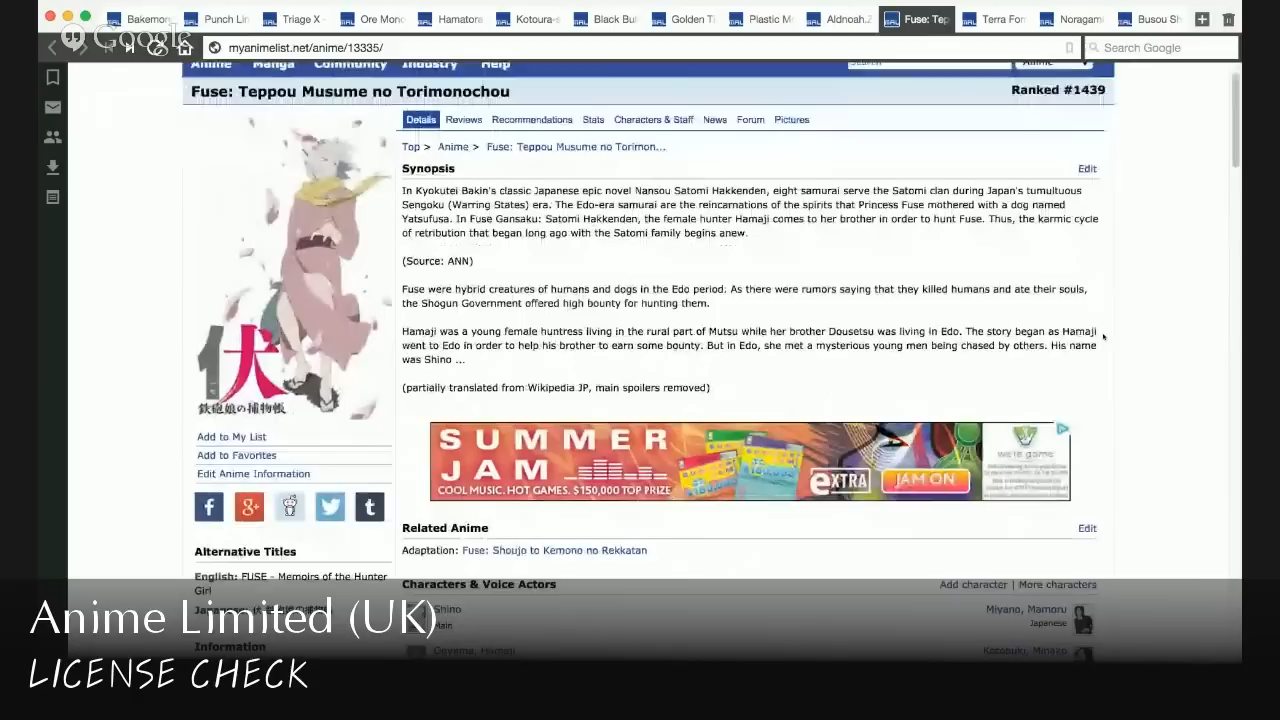 Bakemon
Punch Lin
Triage X -
Ore Mono
Hamatora
Kotoura-s
Black Bul
Golden Ti
Plastic M
Aldnoah.Z
Fuse: Tep
Terra For
Noragami
Busou Sh
Google
myanimelist.net/anime/13335/
Search Google
Anime Manga Community Industry Help
Search
Anime
Fuse: Teppou Musume no Torimonochou
Ranked #1439
Details Reviews Recommendations Stats Characters & Staff News Forum Pictures
Top > Anime > Fuse: Teppou Musume no Torimon...
Synopsis
Edit
In Kyokutei Bakin's classic Japanese epic novel Nansou Satomi Hakkenden, eight samurai serve the Satomi clan during Japan's tumultuous
Sengoku (Warring States) era. The Edo-era samurai are the reincarnations of the spirits that Princess Fuse mothered with a dog named
Yatsufusa. In Fuse Gansaku: Satomi Hakkenden, the female hunter Hamaji comes to her brother in order to hunt Fuse. Thus, the karmic cycle
of retribution that began long ago with the Satomi family begins anew.
(Source: ANN)
Fuse were hybrid creatures of humans and dogs in the Edo period. As there were rumors saying that they killed humans and ate their souls,
the Shogun Government offered high bounty for hunting them.
Hamaji was a young female huntress living in the rural part of Mutsu while her brother Dousetsu was living in Edo. The story began as Hamaji
went to Edo in order to help his brother to earn some bounty. But in Edo, she met a mysterious young men being chased by others. His name
was Shino ...
(partially translated from Wikipedia JP, main spoilers removed)
伏
鉄砲娘の捕物帳
Add to My List
Add to Favorites
Edit Anime Information
SUMMER
JAM
COOL MUSIC. HOT GAMES. $150,000 TOP PRIZE
extra
JAM ON
we're game
Related Anime
Edit
Adaptation: Fuse: Shoujo to Kemono no Rekkatan
Alternative Titles
English: FUSE - Memoirs of the Hunter
Girl
Characters & Voice Actors
Add character | More characters
Shino
Main
Miyano, Mamoru
Japanese
Information
Anime Limited (UK)
LICENSE CHECK